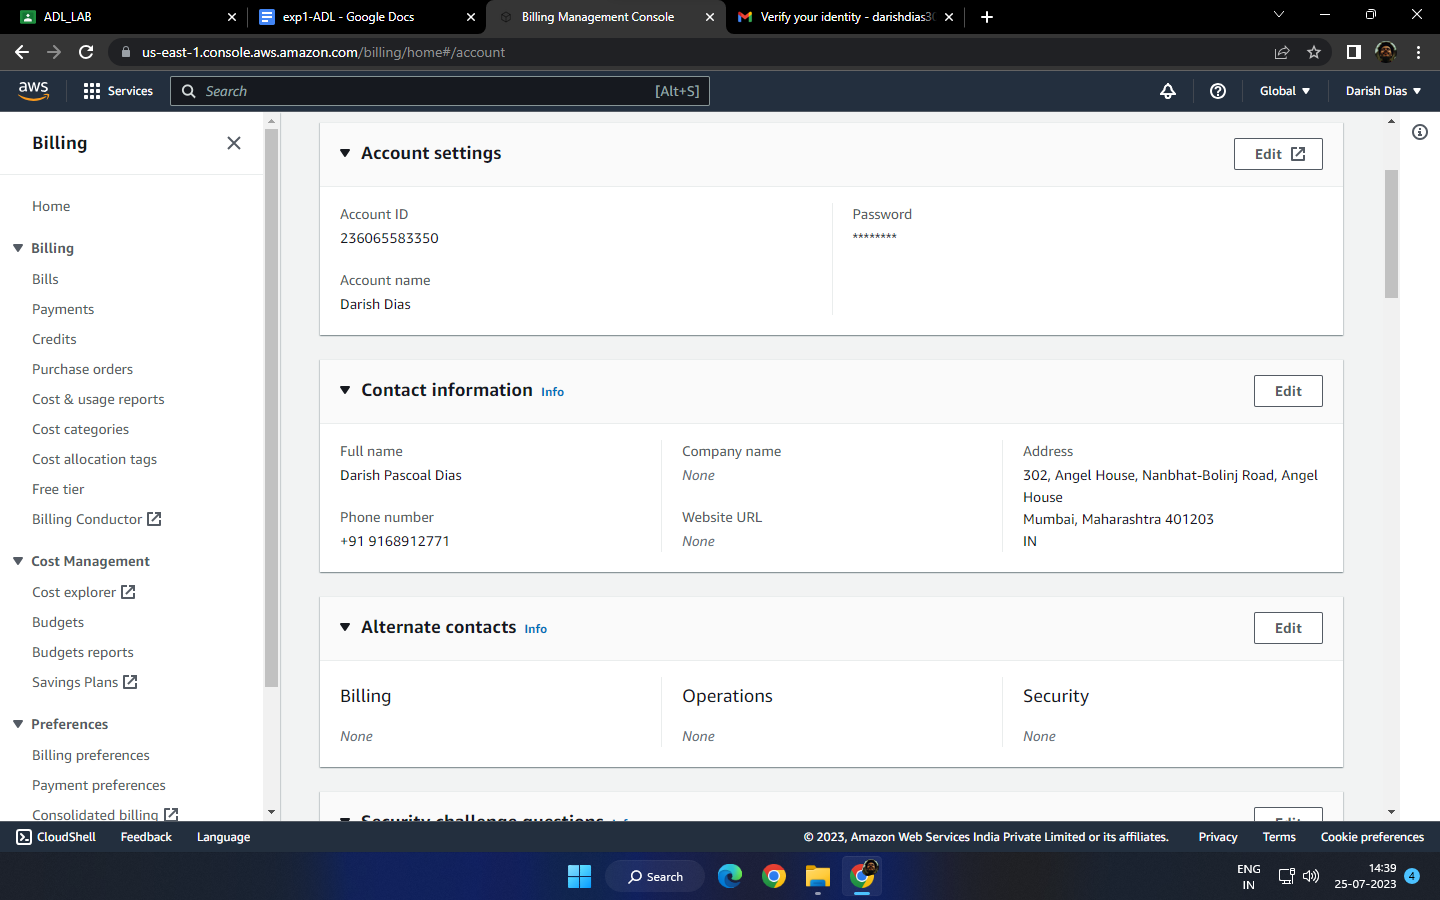 ADL_LAB
exp1-ADL - Google Docs
Billing Management Console
Verify your identity - darishdias30
us-east-1.console.aws.amazon.com/billing/home#/account
aws
Services
Search
[Alt+S]
Global
Darish Dias
Billing
Home
Billing
Bills
Payments
Credits
Purchase orders
Cost & usage reports
Cost categories
Cost allocation tags
Free tier
Billing Conductor
Cost Management
Cost explorer
Budgets
Budgets reports
Savings Plans
Preferences
Billing preferences
Payment preferences
Consolidated billing
Account settings
Edit
Account ID
236065583350
Account name
Darish Dias
Password
********
Contact information Info
Edit
Full name
Darish Pascoal Dias
Phone number
+91 9168912771
Company name
None
Website URL
None
Address
302, Angel House, Nanbhat-Bolinj Road, Angel
House
Mumbai, Maharashtra 401203
IN
Alternate contacts Info
Edit
Billing
None
Operations
None
Security
None
Security challenge questions Info
Edit
CloudShell
Feedback
Language
© 2023, Amazon Web Services India Private Limited or its affiliates.
Privacy
Terms
Cookie preferences
Search
ENG
IN
14:39
25-07-2023
4